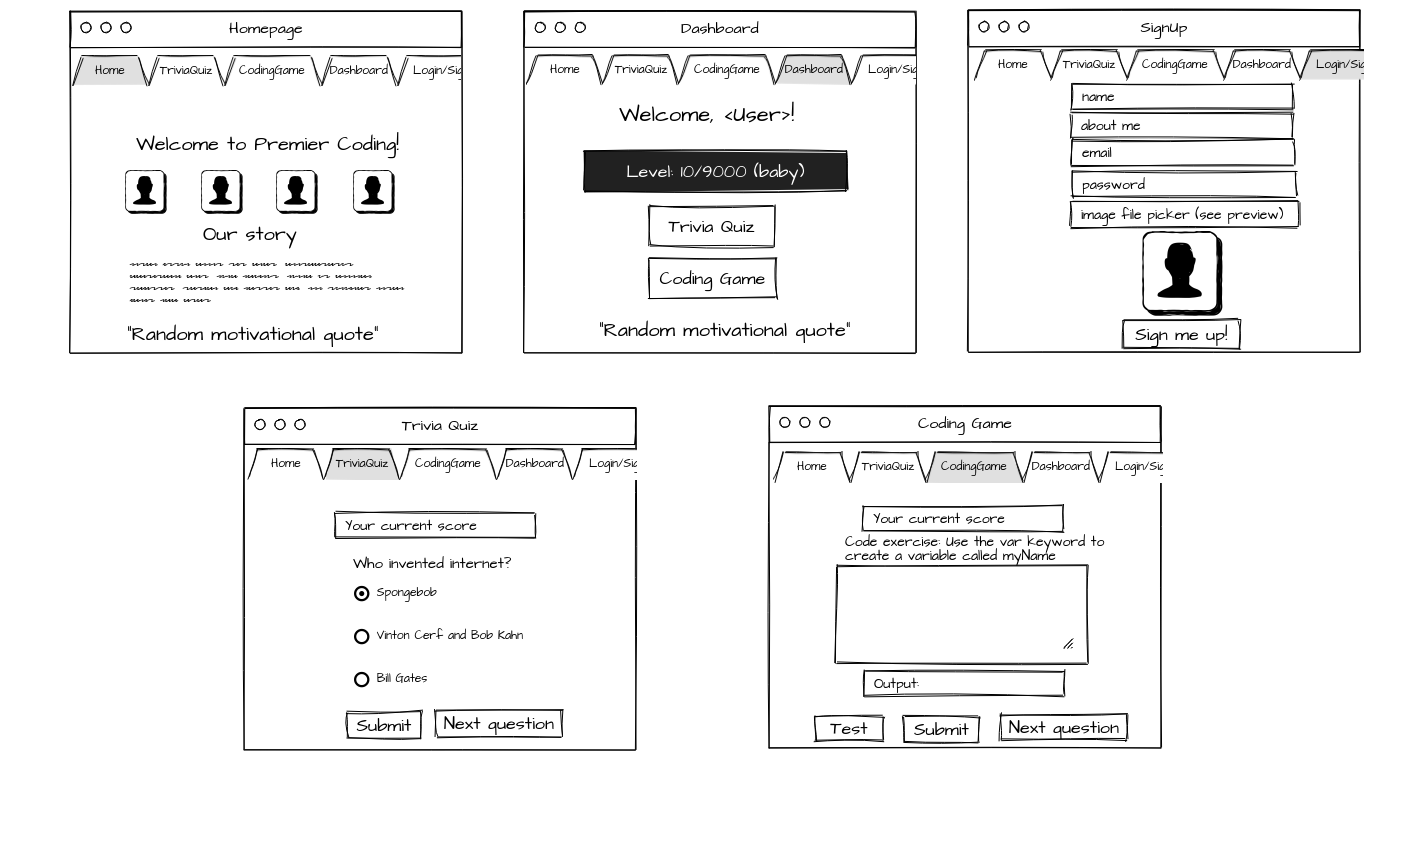 Homepage
Home TriviaQuiz CodingGame Dashboard Login/Sig
Welcome to Premier Coding!
Our story
"Random motivational quote"
Dashboard
Home TriviaQuiz CodingGame Dashboard Login/Sig
Welcome, <User>!
Level: 10/9000 (baby)
Trivia Quiz
Coding Game
"Random motivational quote"
SignUp
Home TriviaQuiz CodingGame Dashboard Login/Sig
name
about me
email
password
image file picker (see preview)
Sign me up!
Trivia Quiz
Home TriviaQuiz CodingGame Dashboard Login/Sig
Your current score
Who invented internet?
Spongebob
Vinton Cerf and Bob Kahn
Bill Gates
Submit Next question
Coding Game
Home TriviaQuiz CodingGame Dashboard Login/Sig
Your current score
Code exercise: Use the var keyword to
create a variable called myName
Output:
Test Submit Next question